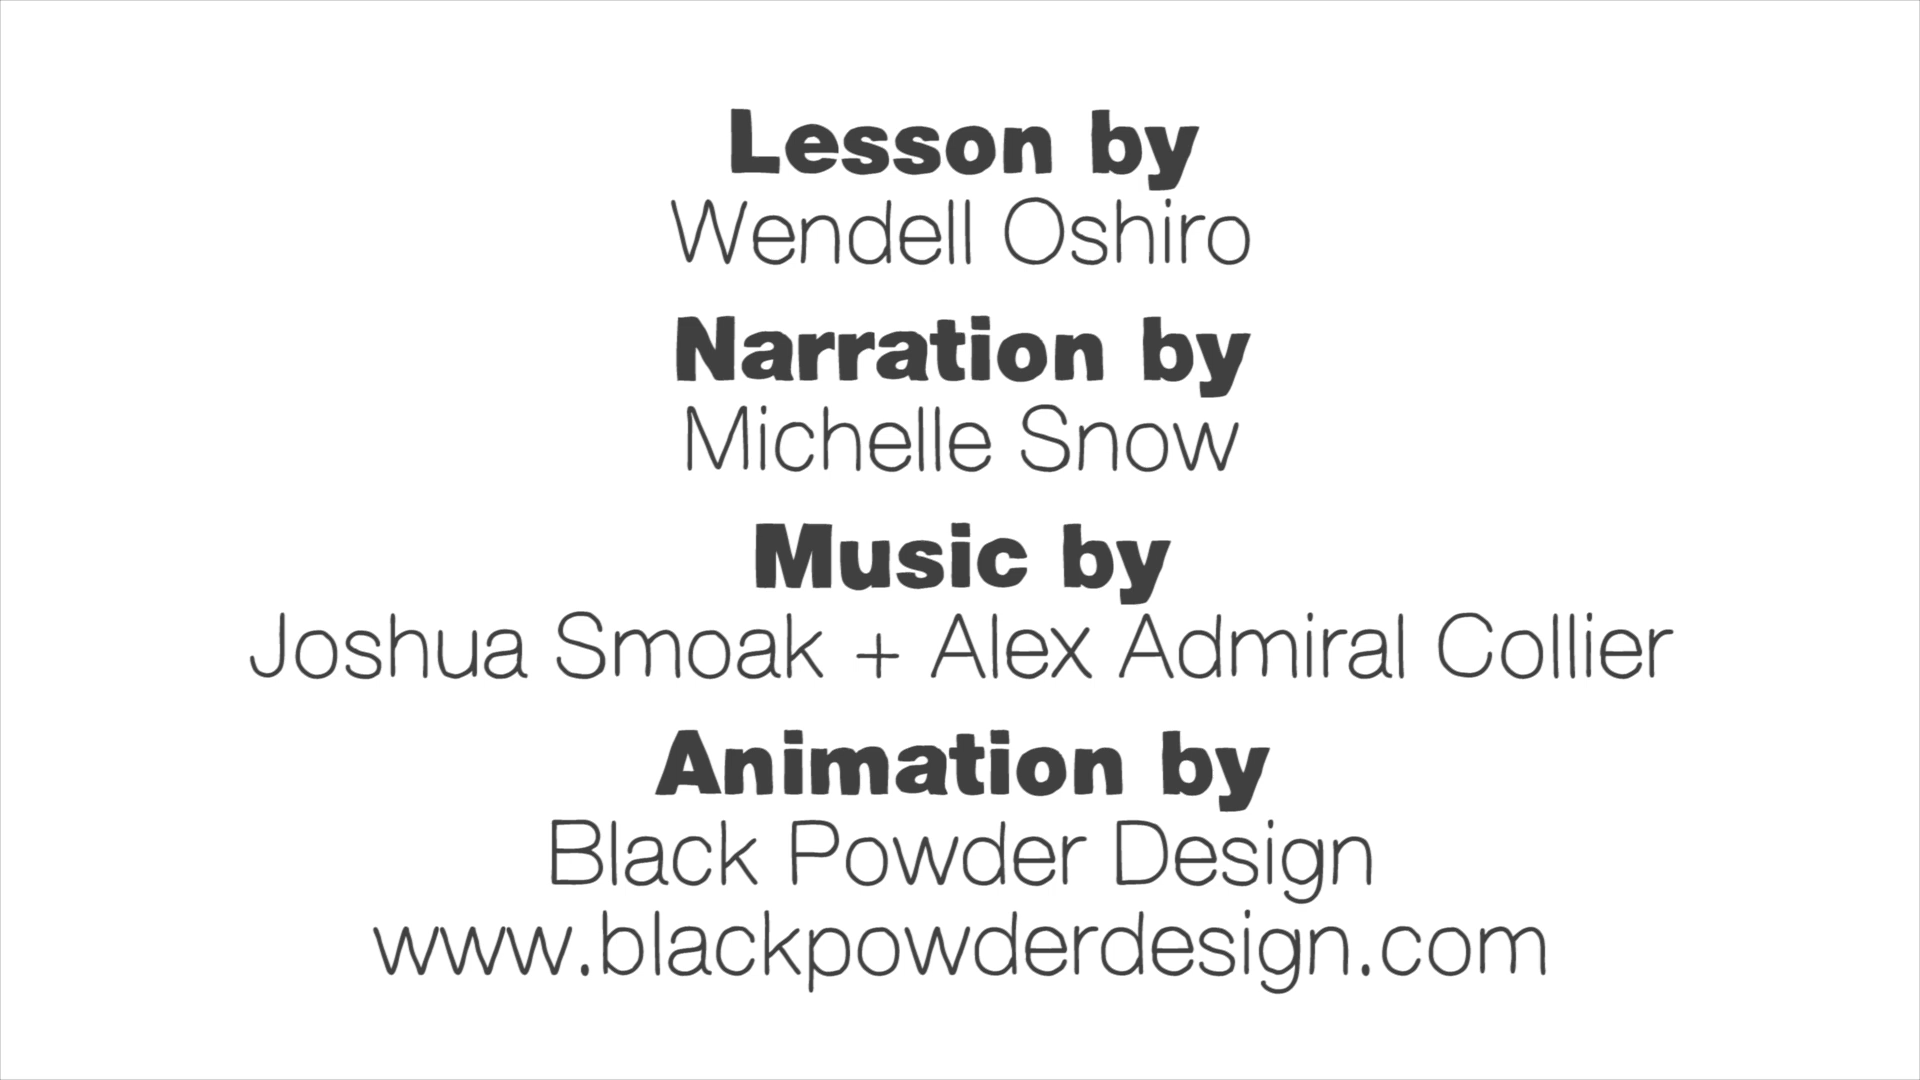 Lesson by
Wendell Oshiro
Narration by
Michelle Snow
Music by
Joshua Smoak + Alex Admiral Collier
Animation by
Black Powder Design
www.blackpowderdesign.com